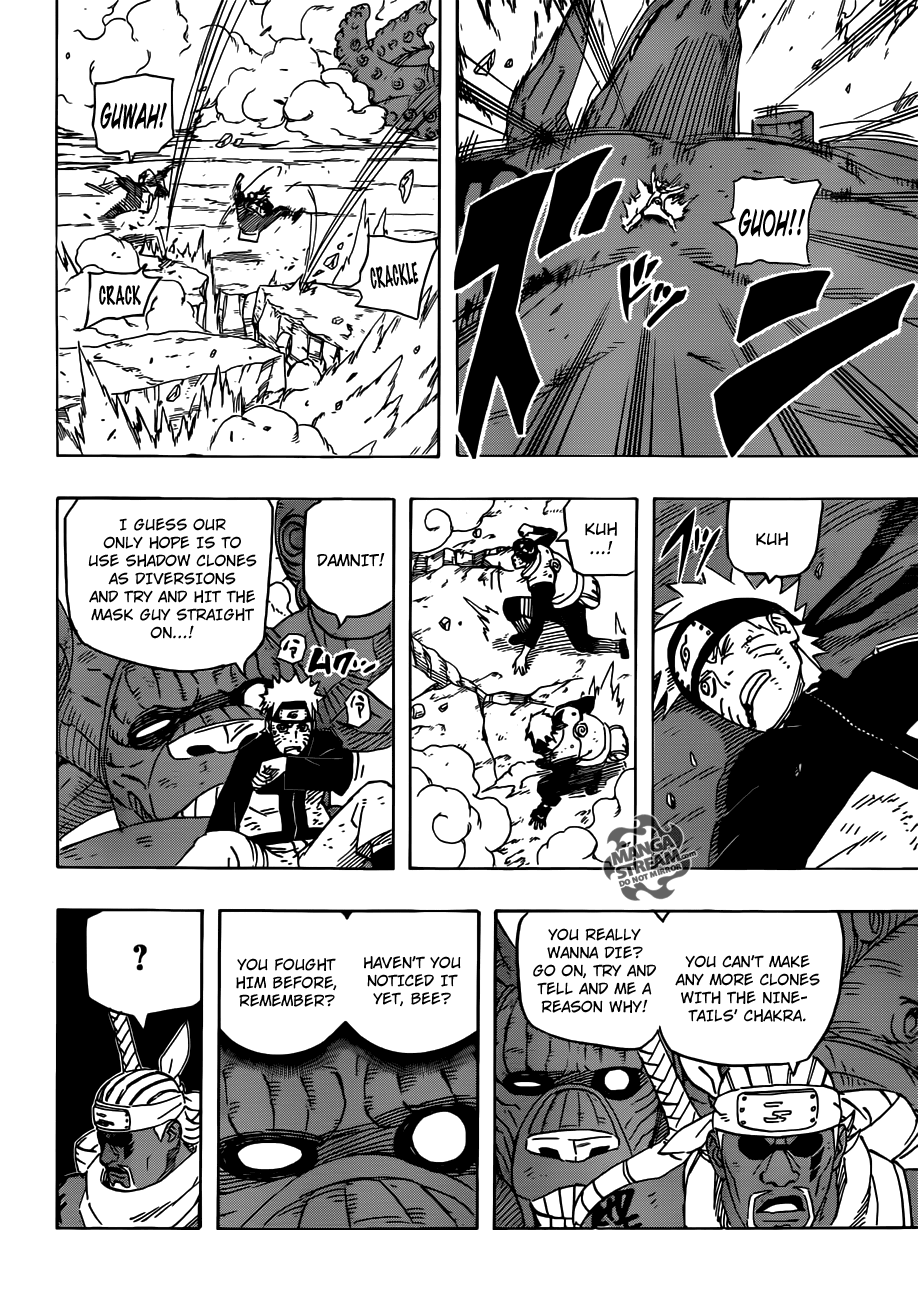 GUOH!!
ズズン
ドッ
GUWAH!
CRACKLE
CRACK
KUH
KUH
...!
DAMNIT!
I GUESS OUR
ONLY HOPE IS TO
USE SHADOW CLONES
AS DIVERSIONS
AND TRY AND HIT THE
MASK GUY STRAIGHT
ON...!
ムクッ
MANGA
STREAM.com
DO NOT MIRROR
YOU CAN'T MAKE
ANY MORE CLONES
WITH THE NINE-
TAILS' CHAKRA.
YOU REALLY
WANNA DIE?
GO ON, TRY AND
TELL AND ME A
REASON WHY!
HAVEN'T YOU
NOTICED IT
YET, BEE?
YOU FOUGHT
HIM BEFORE,
REMEMBER?
?